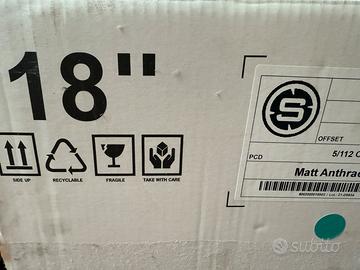 18"
S
OFFSET
PCD 5/112
Matt Anthrac
SIDE UP RECYCLABLE FRAGILE TAKE WITH CARE
subito